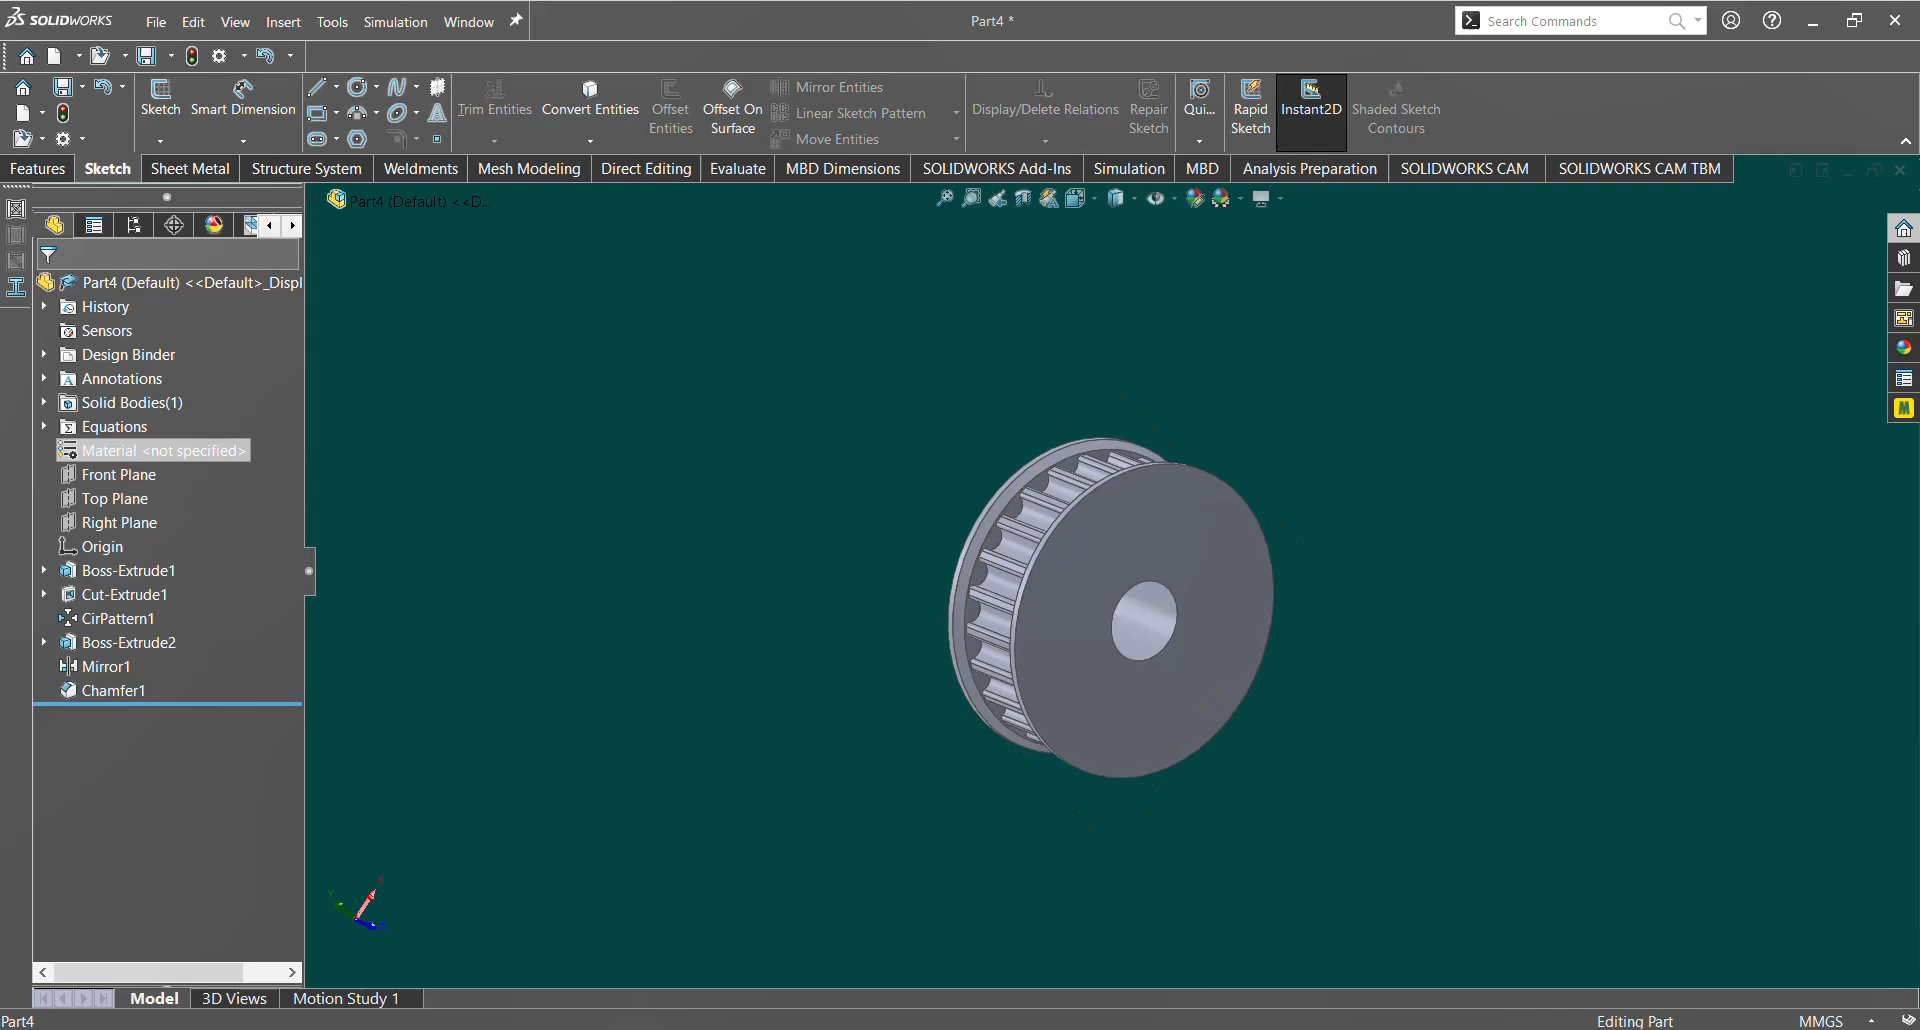 SOLIDWORKS File Edit View Insert Tools Simulation Window Part4 * Search Commands
Sketch Smart Dimension Trim Entities Convert Entities Offset Entities Offset On Surface Mirror Entities Display/Delete Relations Repair Sketch Qui... Rapid Sketch Instant2D Shaded Sketch Contours
Linear Sketch Pattern
Move Entities
Features Sketch Sheet Metal Structure System Weldments Mesh Modeling Direct Editing Evaluate MBD Dimensions SOLIDWORKS Add-Ins Simulation MBD Analysis Preparation SOLIDWORKS CAM SOLIDWORKS CAM TBM
Part4 (Default) <<D...
Part4 (Default) <<Default>_Displ
History
Sensors
Design Binder
Annotations
Solid Bodies(1)
Equations
Material <not specified>
Front Plane
Top Plane
Right Plane
Origin
Boss-Extrude1
Cut-Extrude1
CirPattern1
Boss-Extrude2
Mirror1
Chamfer1
Model 3D Views Motion Study 1
Part4 Editing Part MMGS